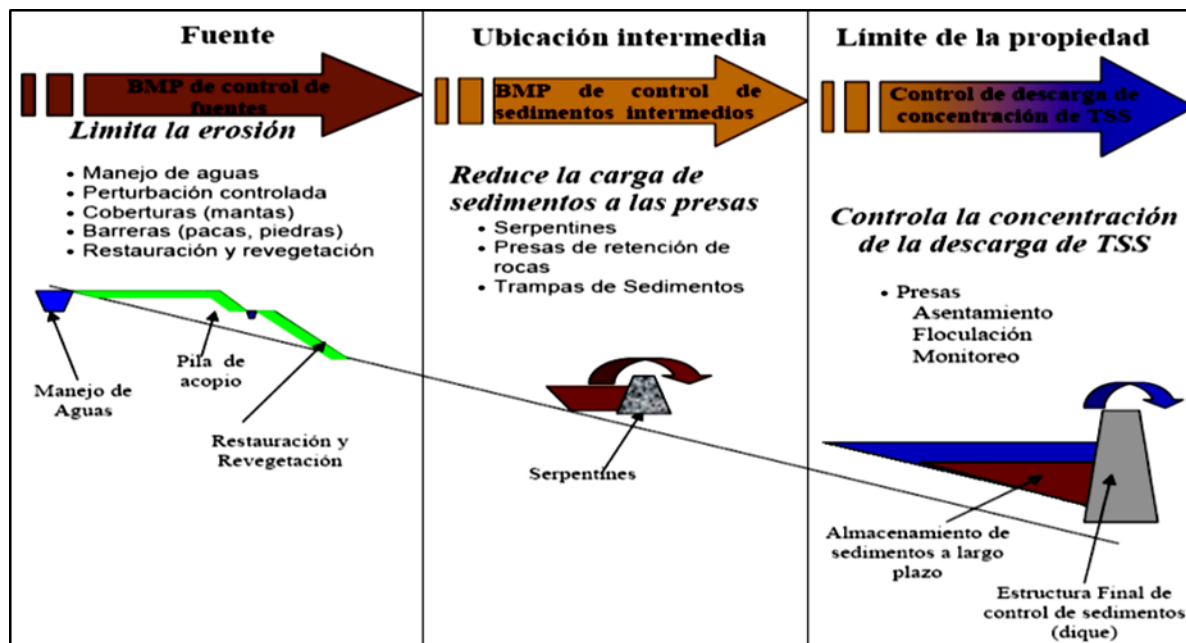 Fuente
BMP de control de
fuentes
Limita la erosión
• Manejo de aguas
• Perturbación controlada
• Coberturas (mantas)
• Barreras (pacas, piedras)
• Restauración y revegetación
Manejo de
Aguas
Pila de
acopio
Restauración y
Revegetación
Ubicación intermedia
BMP de control de
sedimentos intermedios
Reduce la carga de
sedimentos a las presas
• Serpentines
• Presas de retención de
rocas
• Trampas de Sedimentos
Serpentines
Límite de la propiedad
Control de descarga de
concentración de TSS
Controla la concentración
de la descarga de TSS
• Presas
Asentamiento
Floculación
Monitoreo
Almacenamiento de
sedimentos a largo
plazo
Estructura Final de
control de sedimentos
(dique)